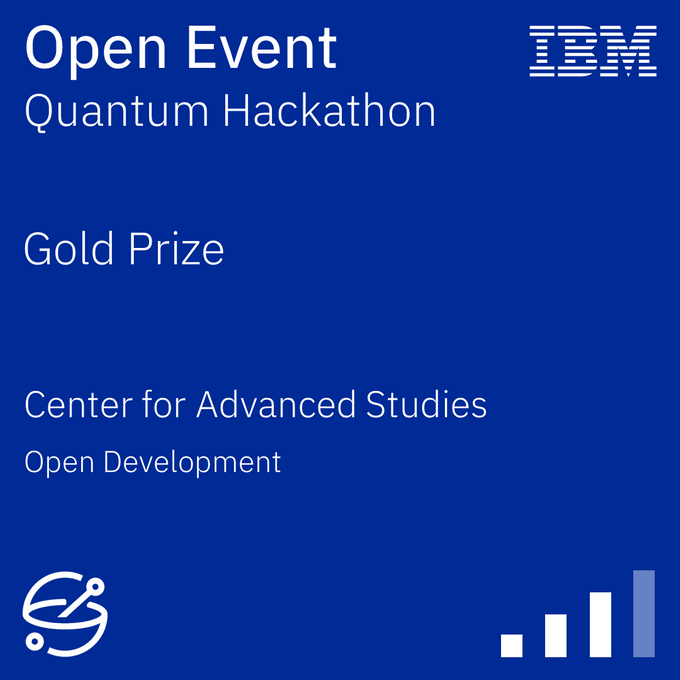 Open Event
IBM
Quantum Hackathon
Gold Prize
Center for Advanced Studies
Open Development